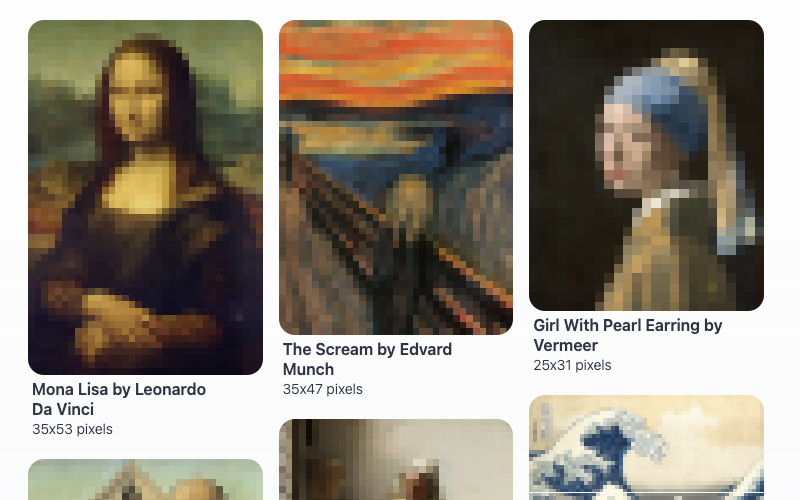 Mona Lisa by Leonardo
Da Vinci
35x53 pixels
The Scream by Edvard
Munch
35x47 pixels
Girl With Pearl Earring by
Vermeer
25x31 pixels